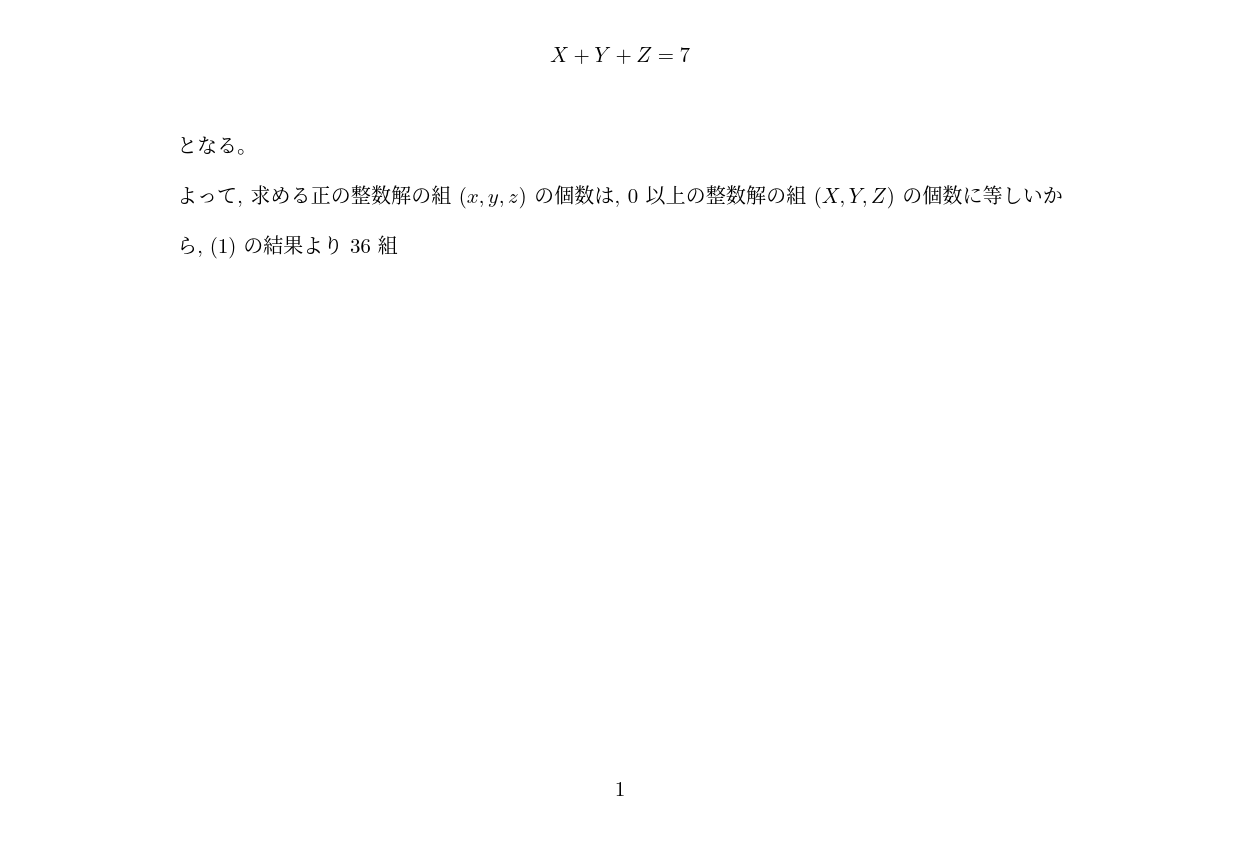 X + Y + Z = 7
となる。
よって, 求める正の整数解の組 (x, y, z) の個数は, 0 以上の整数解の組 (X, Y, Z) の個数に等しいか
ら, (1) の結果より 36 組
1